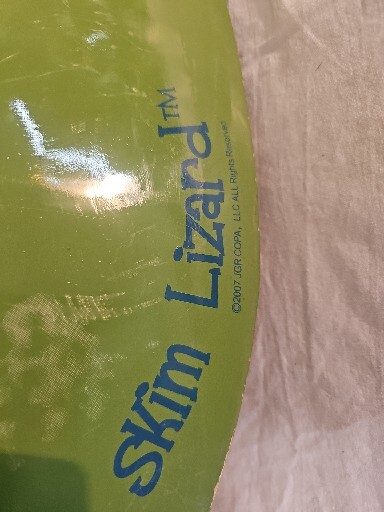 Skim Lizard™
©2007 JGR COPA, LLC ALL Rights Reserved